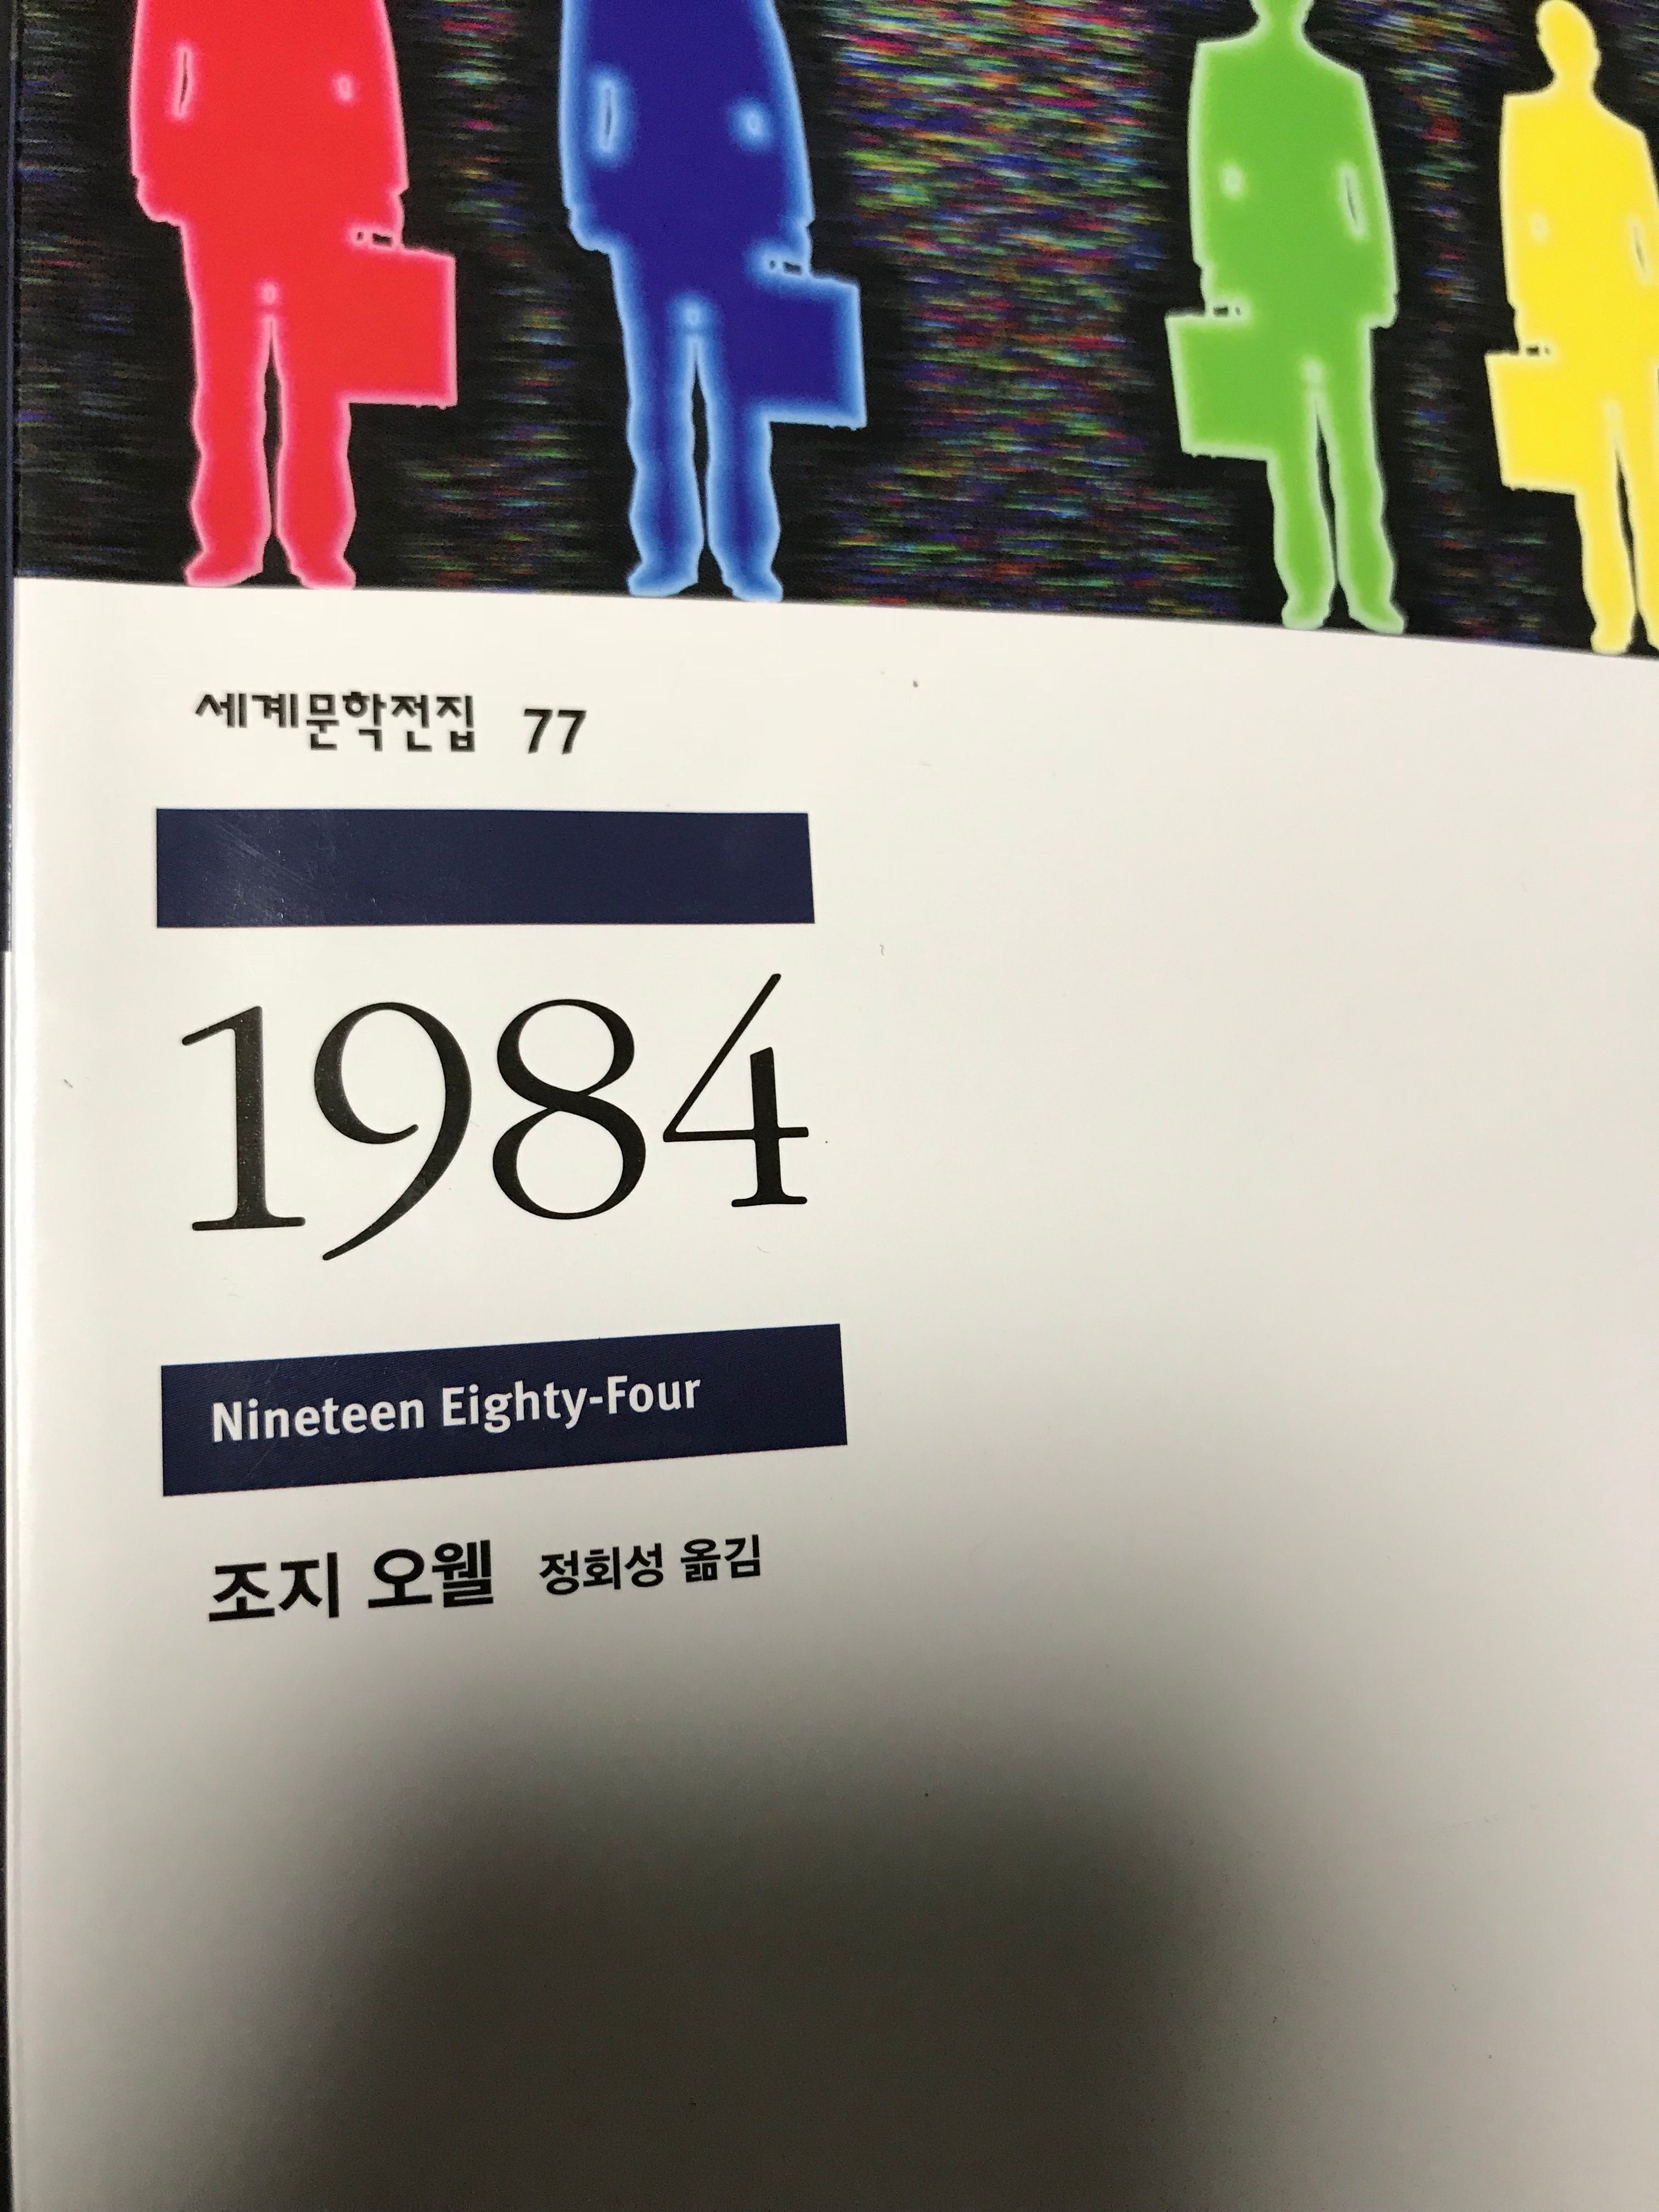 세계문학전집 77
1984
Nineteen Eighty-Four
조지 오웰 정회성 옮김